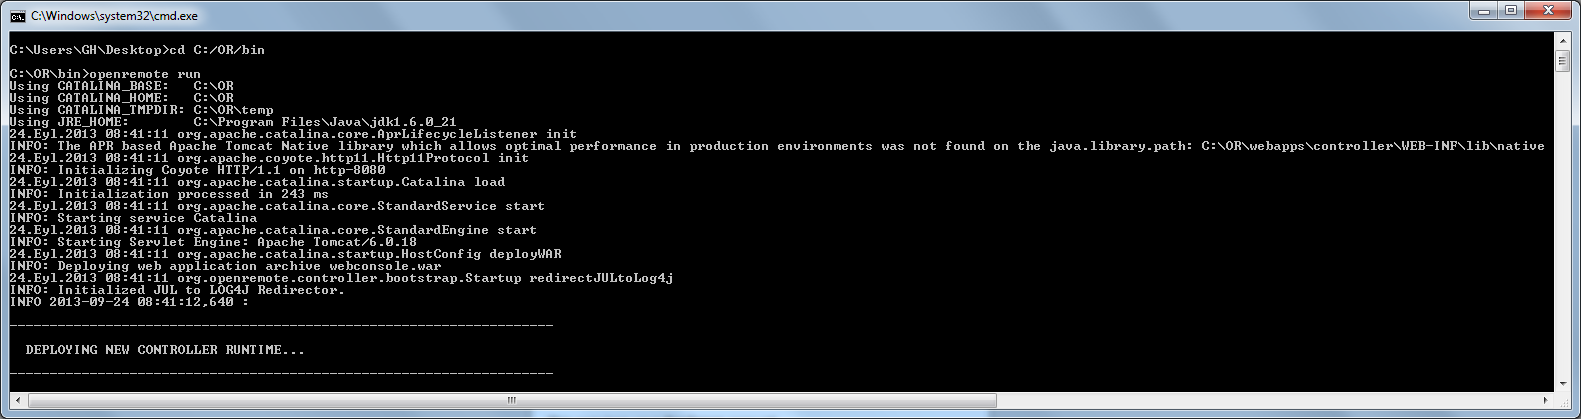 C:\Windows\system32\cmd.exe
C:\Users\GH\Desktop>cd C:/OR/bin
C:\OR\bin>openremote run
Using CATALINA_BASE:   C:\OR
Using CATALINA_HOME:   C:\OR
Using CATALINA_TMPDIR: C:\OR\temp
Using JRE_HOME:        C:\Program Files\Java\jdk1.6.0_21
24.Eyl.2013 08:41:11 org.apache.catalina.core.AprLifecycleListener init
INFO: The APR based Apache Tomcat Native library which allows optimal performance in production environments was not found on the java.library.path: C:\OR\webapps\controller\WEB-INF\lib\native
24.Eyl.2013 08:41:11 org.apache.coyote.http11.Http11Protocol init
INFO: Initializing Coyote HTTP/1.1 on http-8080
24.Eyl.2013 08:41:11 org.apache.catalina.startup.Catalina load
INFO: Initialization processed in 243 ms
24.Eyl.2013 08:41:11 org.apache.catalina.core.StandardService start
INFO: Starting service Catalina
24.Eyl.2013 08:41:11 org.apache.catalina.core.StandardEngine start
INFO: Starting Servlet Engine: Apache Tomcat/6.0.18
24.Eyl.2013 08:41:11 org.apache.catalina.startup.HostConfig deployWAR
INFO: Deploying web application archive webconsole.war
24.Eyl.2013 08:41:11 org.openremote.controller.bootstrap.Startup redirectJULtoLog4j
INFO: Initialized JUL to LOG4J Redirector.
INFO 2013-09-24 08:41:12,640 :
--------------------------------------------------------------------
DEPLOYING NEW CONTROLLER RUNTIME...
--------------------------------------------------------------------